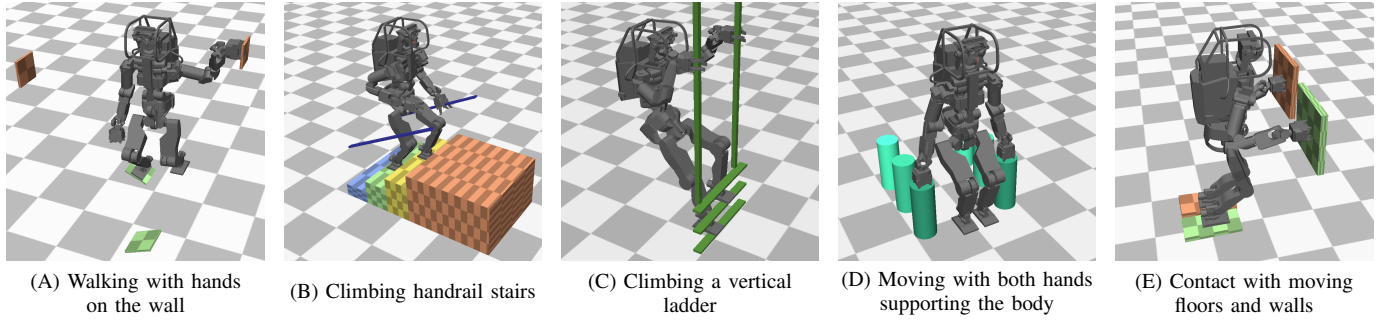 (A) Walking with hands
on the wall
(B) Climbing handrail stairs
(C) Climbing a vertical
ladder
(D) Moving with both hands
supporting the body
(E) Contact with moving
floors and walls